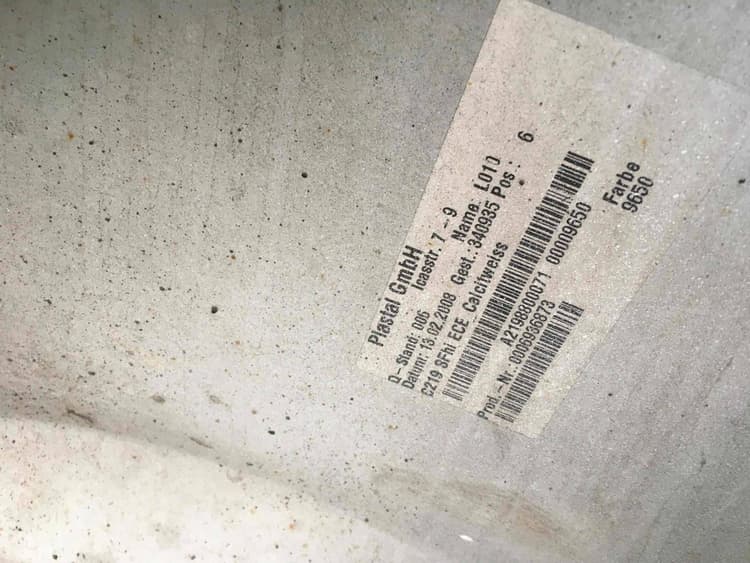 Plastal GmbH
Icasstr. 7 - 9
Q - Stand: 006 Name: L010
Datum: 13.02.2008 Gest.: 340935 Pos : 6
C219 SFRI ECE Calcitweiss
A2198800071 00009650
Prod. - Nr. 0006936873
Farbe
9650